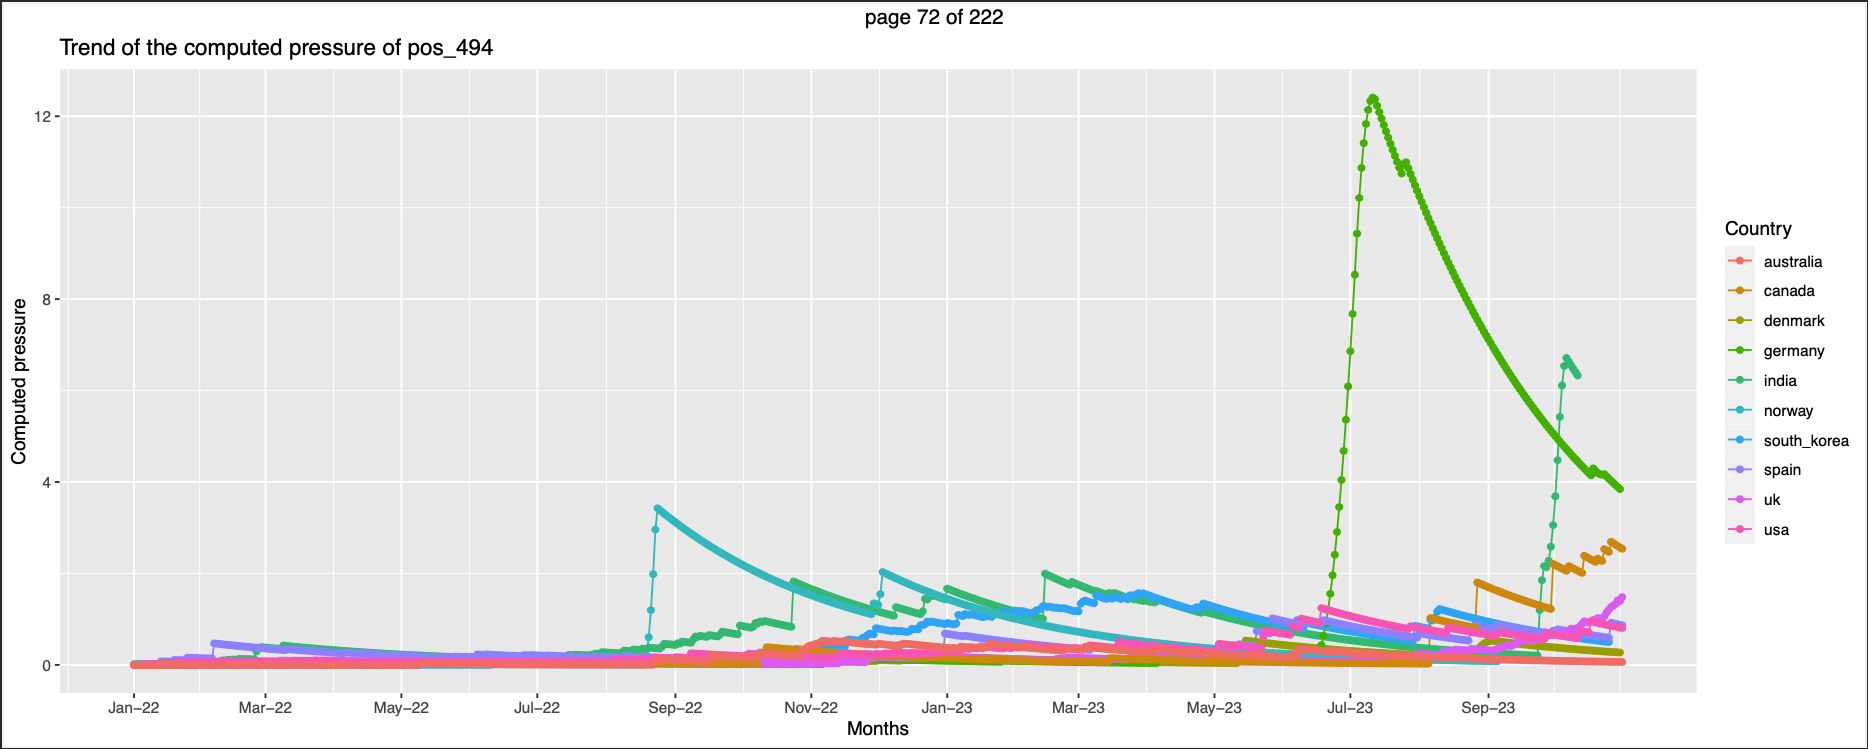 page 72 of 222
Trend of the computed pressure of pos_494
Computed pressure
12
8
4
0
Jan–22 Mar–22 May–22 Jul–22 Sep–22 Nov–22 Jan–23 Mar–23 May–23 Jul–23 Sep–23
Months
Country
australia
canada
denmark
germany
india
norway
south_korea
spain
uk
usa